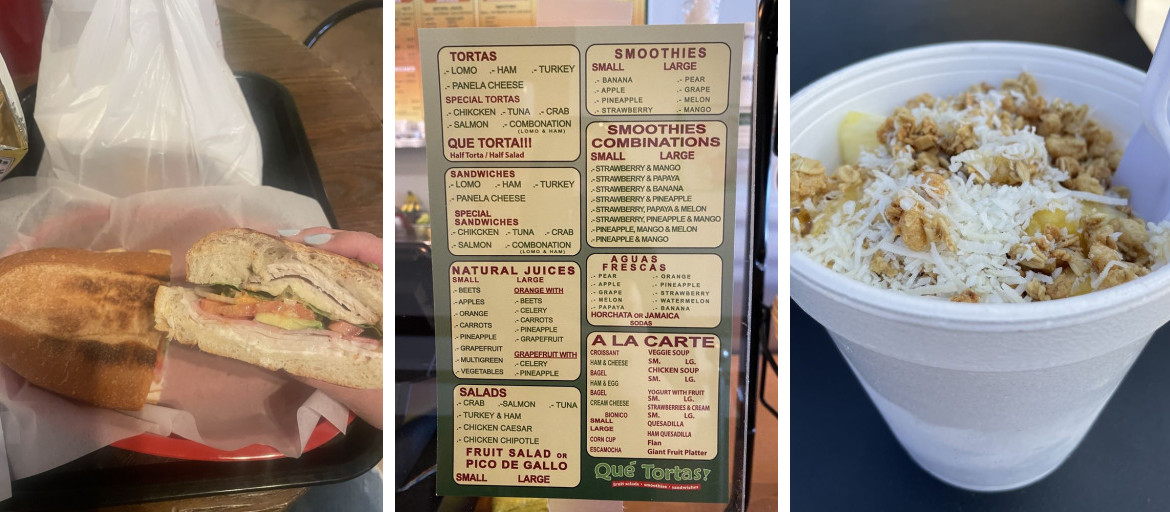 TORTAS
.- LOMO .- HAM .- TURKEY
.- PANELA CHEESE
SPECIAL TORTAS
.- CHIKCKEN .- TUNA .- CRAB
.- SALMON .- COMBINATION
(LOMO & HAM)
QUE TORTA!!!
Half Torta / Half Salad
SANDWICHES
.- LOMO .- HAM .- TURKEY
.- PANELA CHEESE
SPECIAL
SANDWICHES
.- CHIKCKEN .- TUNA .- CRAB
.- SALMON .- COMBINATION
(LOMO & HAM)
NATURAL JUICES
SMALL LARGE
.- BEETS ORANGE WITH
.- APPLES .- BEETS
.- ORANGE .- CELERY
.- CARROTS .- CARROTS
.- PINEAPPLE .- PINEAPPLE
.- GRAPEFRUIT .- GRAPEFRUIT
.- MULTIGREEN GRAPEFRUIT WITH
.- VEGETABLES .- CELERY
.- PINEAPPLE
SALADS
.- CRAB .-SALMON .- TUNA
.- TURKEY & HAM
.- CHICKEN CAESAR
.- CHICKEN CHIPOTLE
FRUIT SALAD OR
PICO DE GALLO
SMALL LARGE
SMOOTHIES
SMALL LARGE
.- BANANA .- PEAR
.- APPLE .- GRAPE
.- PINEAPPLE .- MELON
.- STRAWBERRY .- MANGO
SMOOTHIES
COMBINATIONS
SMALL LARGE
.- STRAWBERRY & MANGO
.- STRAWBERRY & PAPAYA
.- STRAWBERRY & BANANA
.- STRAWBERRY & PINEAPPLE
.- STRAWBERRY, PAPAYA & MELON
.- STRAWBERRY, PINEAPPLE & MANGO
.- PINEAPPLE, MANGO & MELON
.- PINEAPPLE & MANGO
AGUAS
FRESCAS
.- PEAR .- ORANGE
.- APPLE .- PINEAPPLE
.- GRAPE .- STRAWBERRY
.- MELON .- WATERMELON
.- PAPAYA .- BANANA
HORCHATA OR JAMAICA
SODAS
A LA CARTE
CROISSANT
HAM & CHEESE
BAGEL
HAM & EGG
BAGEL
CREAM CHEESE
BIONICO
SMALL
LARGE
CORN CUP
ESCAMOCHA
VEGGIE SOUP
SM. LG.
CHICKEN SOUP
SM. LG.
YOGURT WITH FRUIT
SM. LG.
STRAWBERRIES & CREAM
SM. LG.
QUESADILLA
HAM QUESADILLA
Flan
Giant Fruit Platter
Qué Tortas?
fruit salads • smoothies • sandwiches